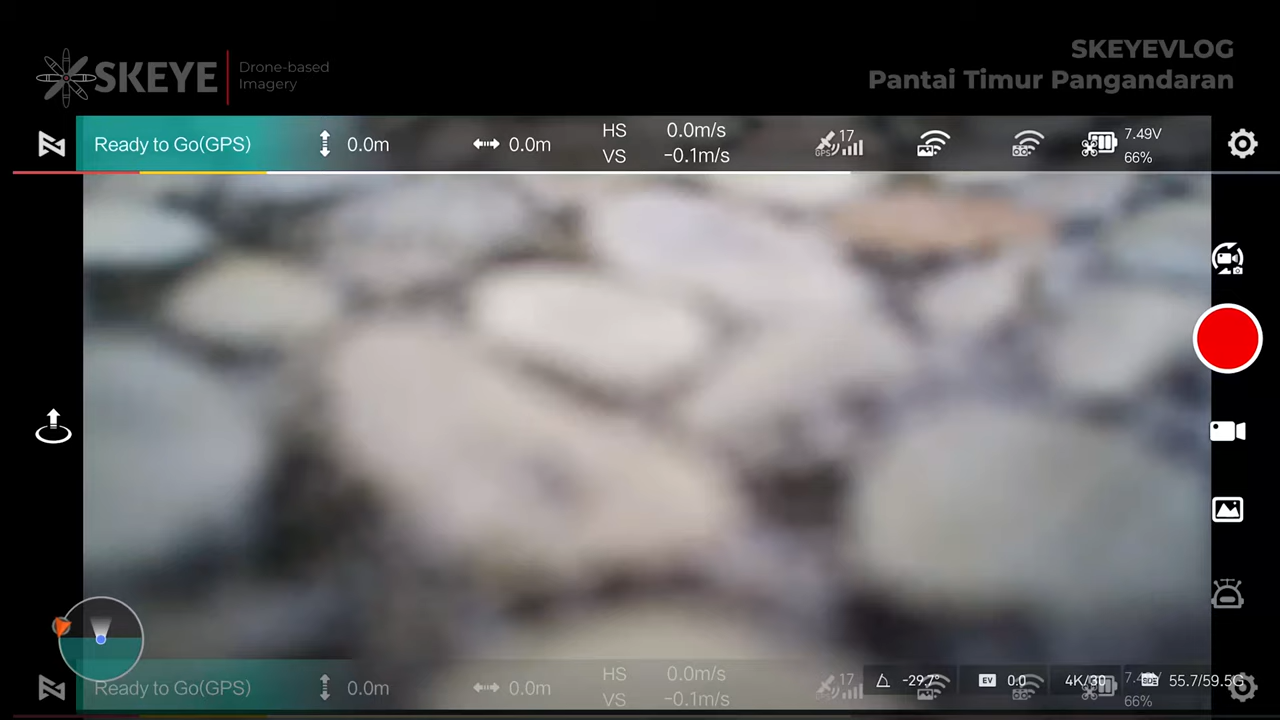 SKEYE
Drone-based
Imagery
SKEYEVLOG
Pantai Timur Pangandaran
Ready to Go(GPS)
0.0m
0.0m
HS 0.0m/s
VS -0.1m/s
GPS
17
7.49V
66%
Ready to Go(GPS)
0.0m
0.0m
HS 0.0m/s
VS -0.1m/s
17
-29.7°
EV 0.0
4K/30
55.7/59.5G
66%